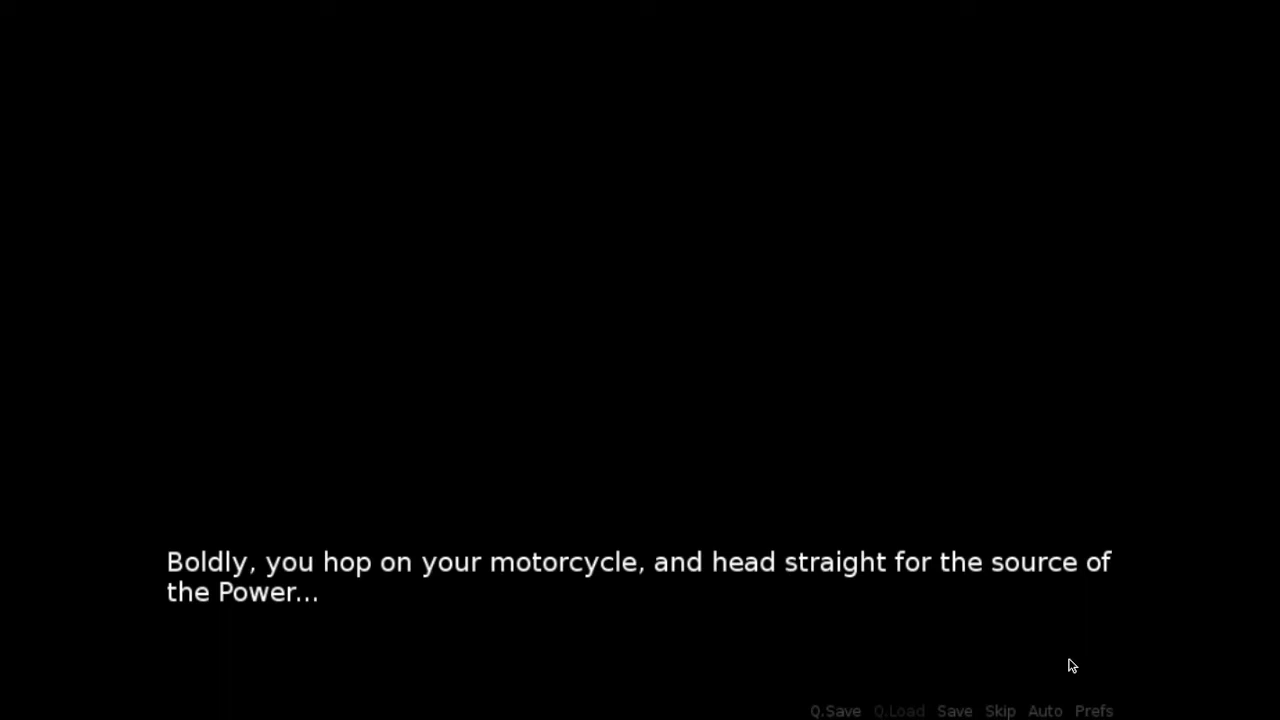 Boldly, you hop on your motorcycle, and head straight for the source of
the Power...
Q.Save Q.Load Save Skip Auto Prefs